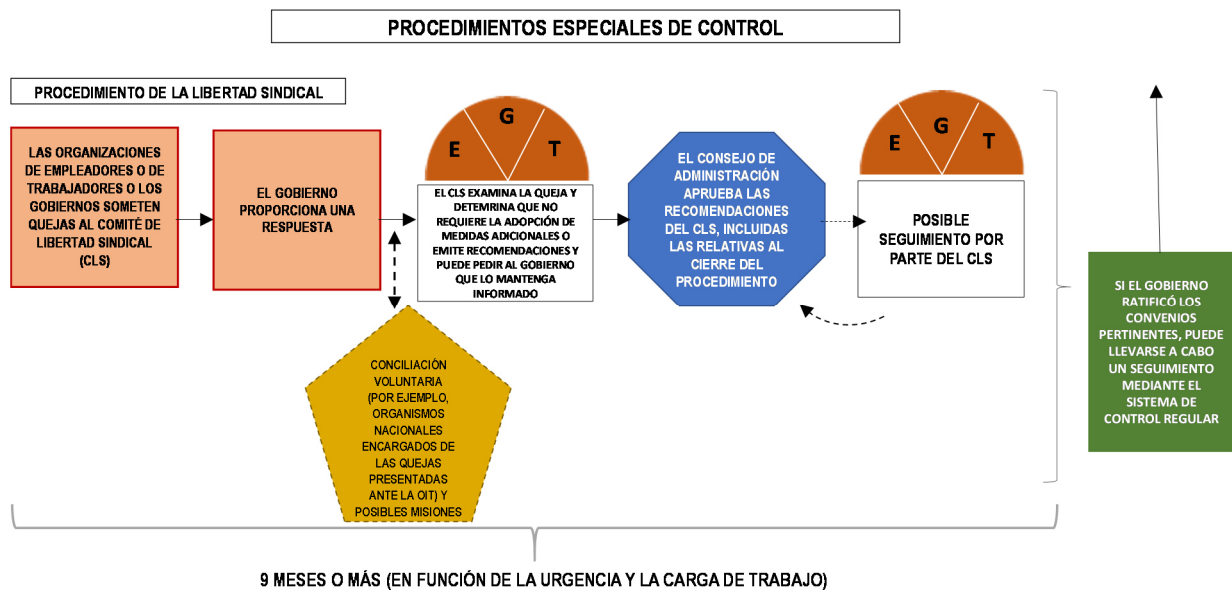 PROCEDIMIENTOS ESPECIALES DE CONTROL
PROCEDIMIENTO DE LA LIBERTAD SINDICAL
LAS ORGANIZACIONES
DE EMPLEADORES O DE
TRABAJADORES O LOS
GOBIERNOS SOMETEN
QUEJAS AL COMITÉ DE
LIBERTAD SINDICAL
(CLS)
EL GOBIERNO
PROPORCIONA UNA
RESPUESTA
E
G
T
EL CLS EXAMINA LA QUEJA Y
DETEMRINA QUE NO
REQUIERE LA ADOPCIÓN DE
MEDIDAS ADICIONALES O
EMITE RECOMENDACIONES Y
PUEDE PEDIR AL GOBIERNO
QUE LO MANTENGA
INFORMADO
CONCILIACIÓN
VOLUNTARIA
(POR EJEMPLO,
ORGANISMOS
NACIONALES
ENCARGADOS DE
LAS QUEJAS
PRESENTADAS
ANTE LA OIT) Y
POSIBLES MISIONES
EL CONSEJO DE
ADMINISTRACIÓN
APRUEBA LAS
RECOMENDACIONES
DEL CLS, INCLUIDAS
LAS RELATIVAS AL
CIERRE DEL
PROCEDIMIENTO
E
G
T
POSIBLE
SEGUIMIENTO POR
PARTE DEL CLS
SI EL GOBIERNO
RATIFICÓ LOS
CONVENIOS
PERTINENTES, PUEDE
LLEVARSE A CABO
UN SEGUIMIENTO
MEDIANTE EL
SISTEMA DE
CONTROL REGULAR
9 MESES O MÁS (EN FUNCIÓN DE LA URGENCIA Y LA CARGA DE TRABAJO)